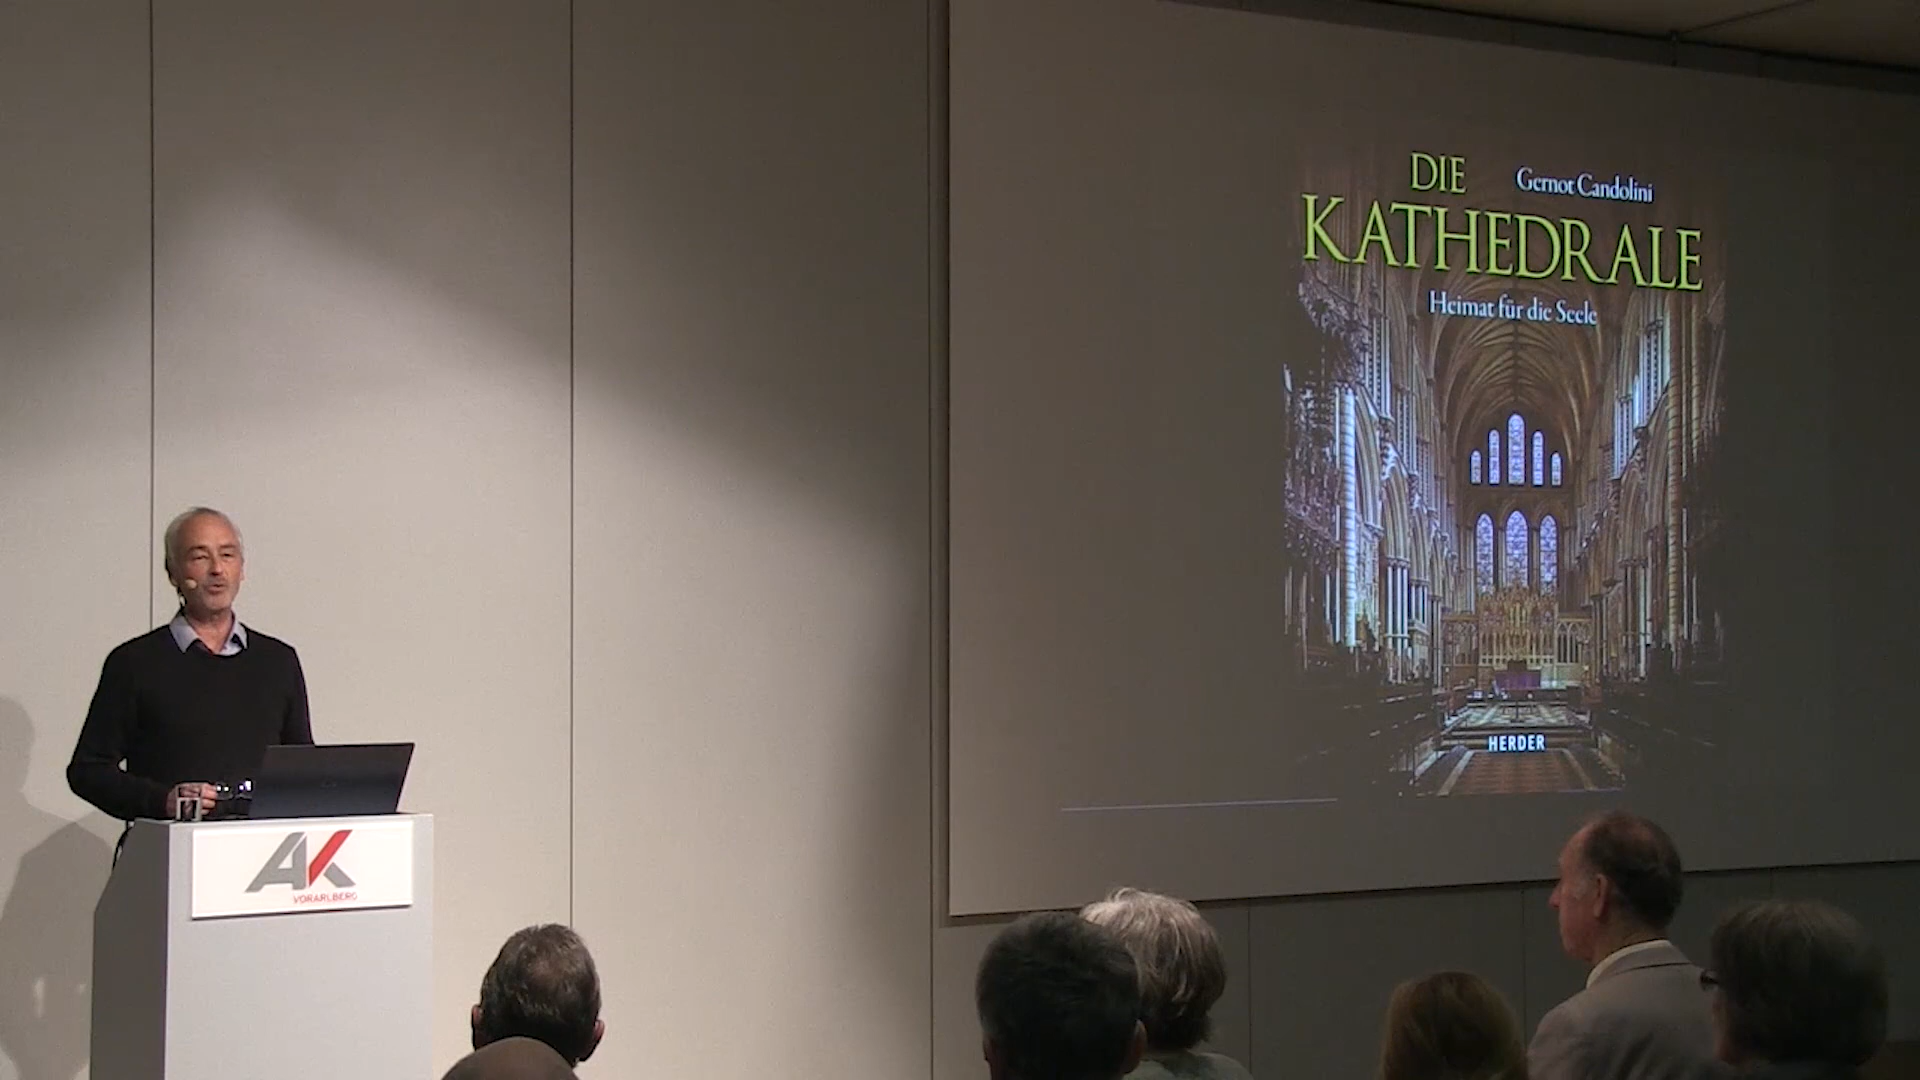 DIE
Gernot Candolini
KATHEDRALE
Heimat für die Seele
HERDER
AK
VORARLBERG